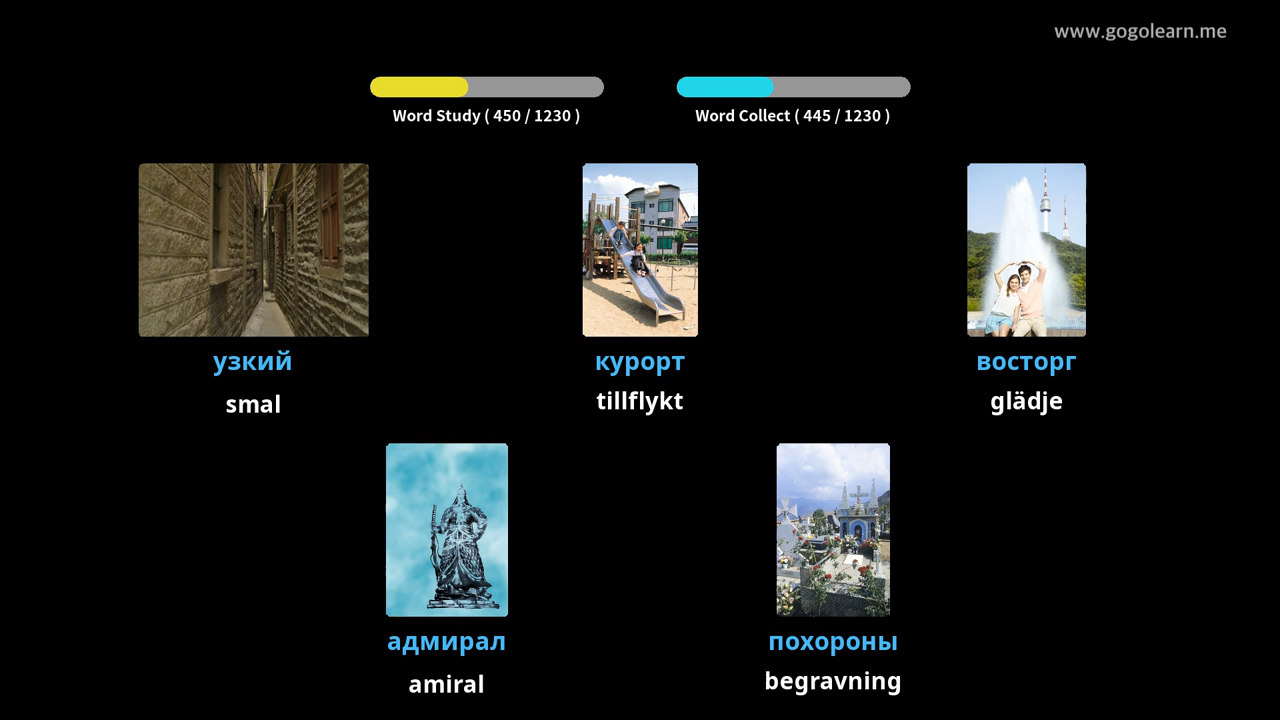 www.gogolearn.me
Word Study ( 450 / 1230 )
Word Collect ( 445 / 1230 )
узкий
курорт
восторг
smal
tillflykt
glädje
адмирал
похороны
amiral
begravning